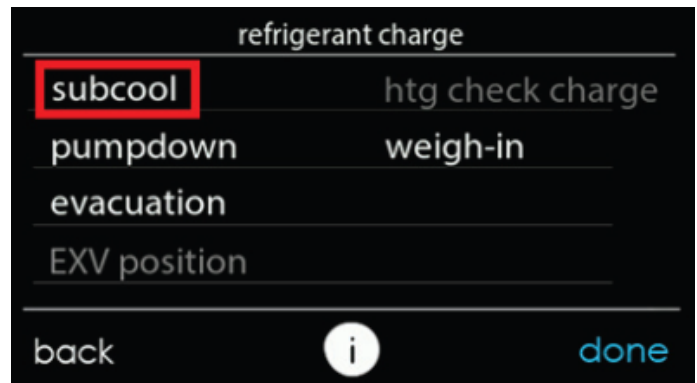 refrigerant charge
subcool htg check charge
pumpdown weigh-in
evacuation
EXV position
back i done